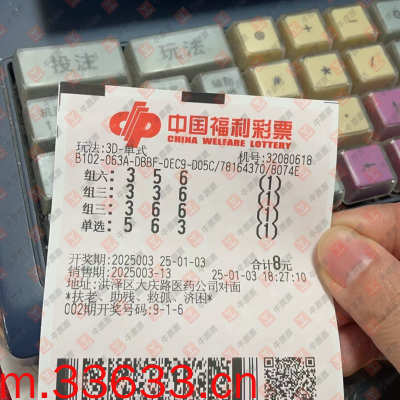 投注
玩法
中国福利彩票
CHINA WELFARE LOTTERY
玩法:3D-单式
机号:32080618
B102-063A-DBBF-0EC9-D05C/78164370/8074E
组六: 3 5 6 (1)
组三: 3 3 6 (1)
组三: 3 6 6 (1)
单选: 5 6 3 (1)
开奖期:2025003 25-01-03 合计8元
销售期:2025003-13 25-01-03 18:27:10
地址:洪泽区大庆路医药公司对面
*扶老、助残、救孤、济困*
002期开奖号码:9-1-6
m.33633.cn